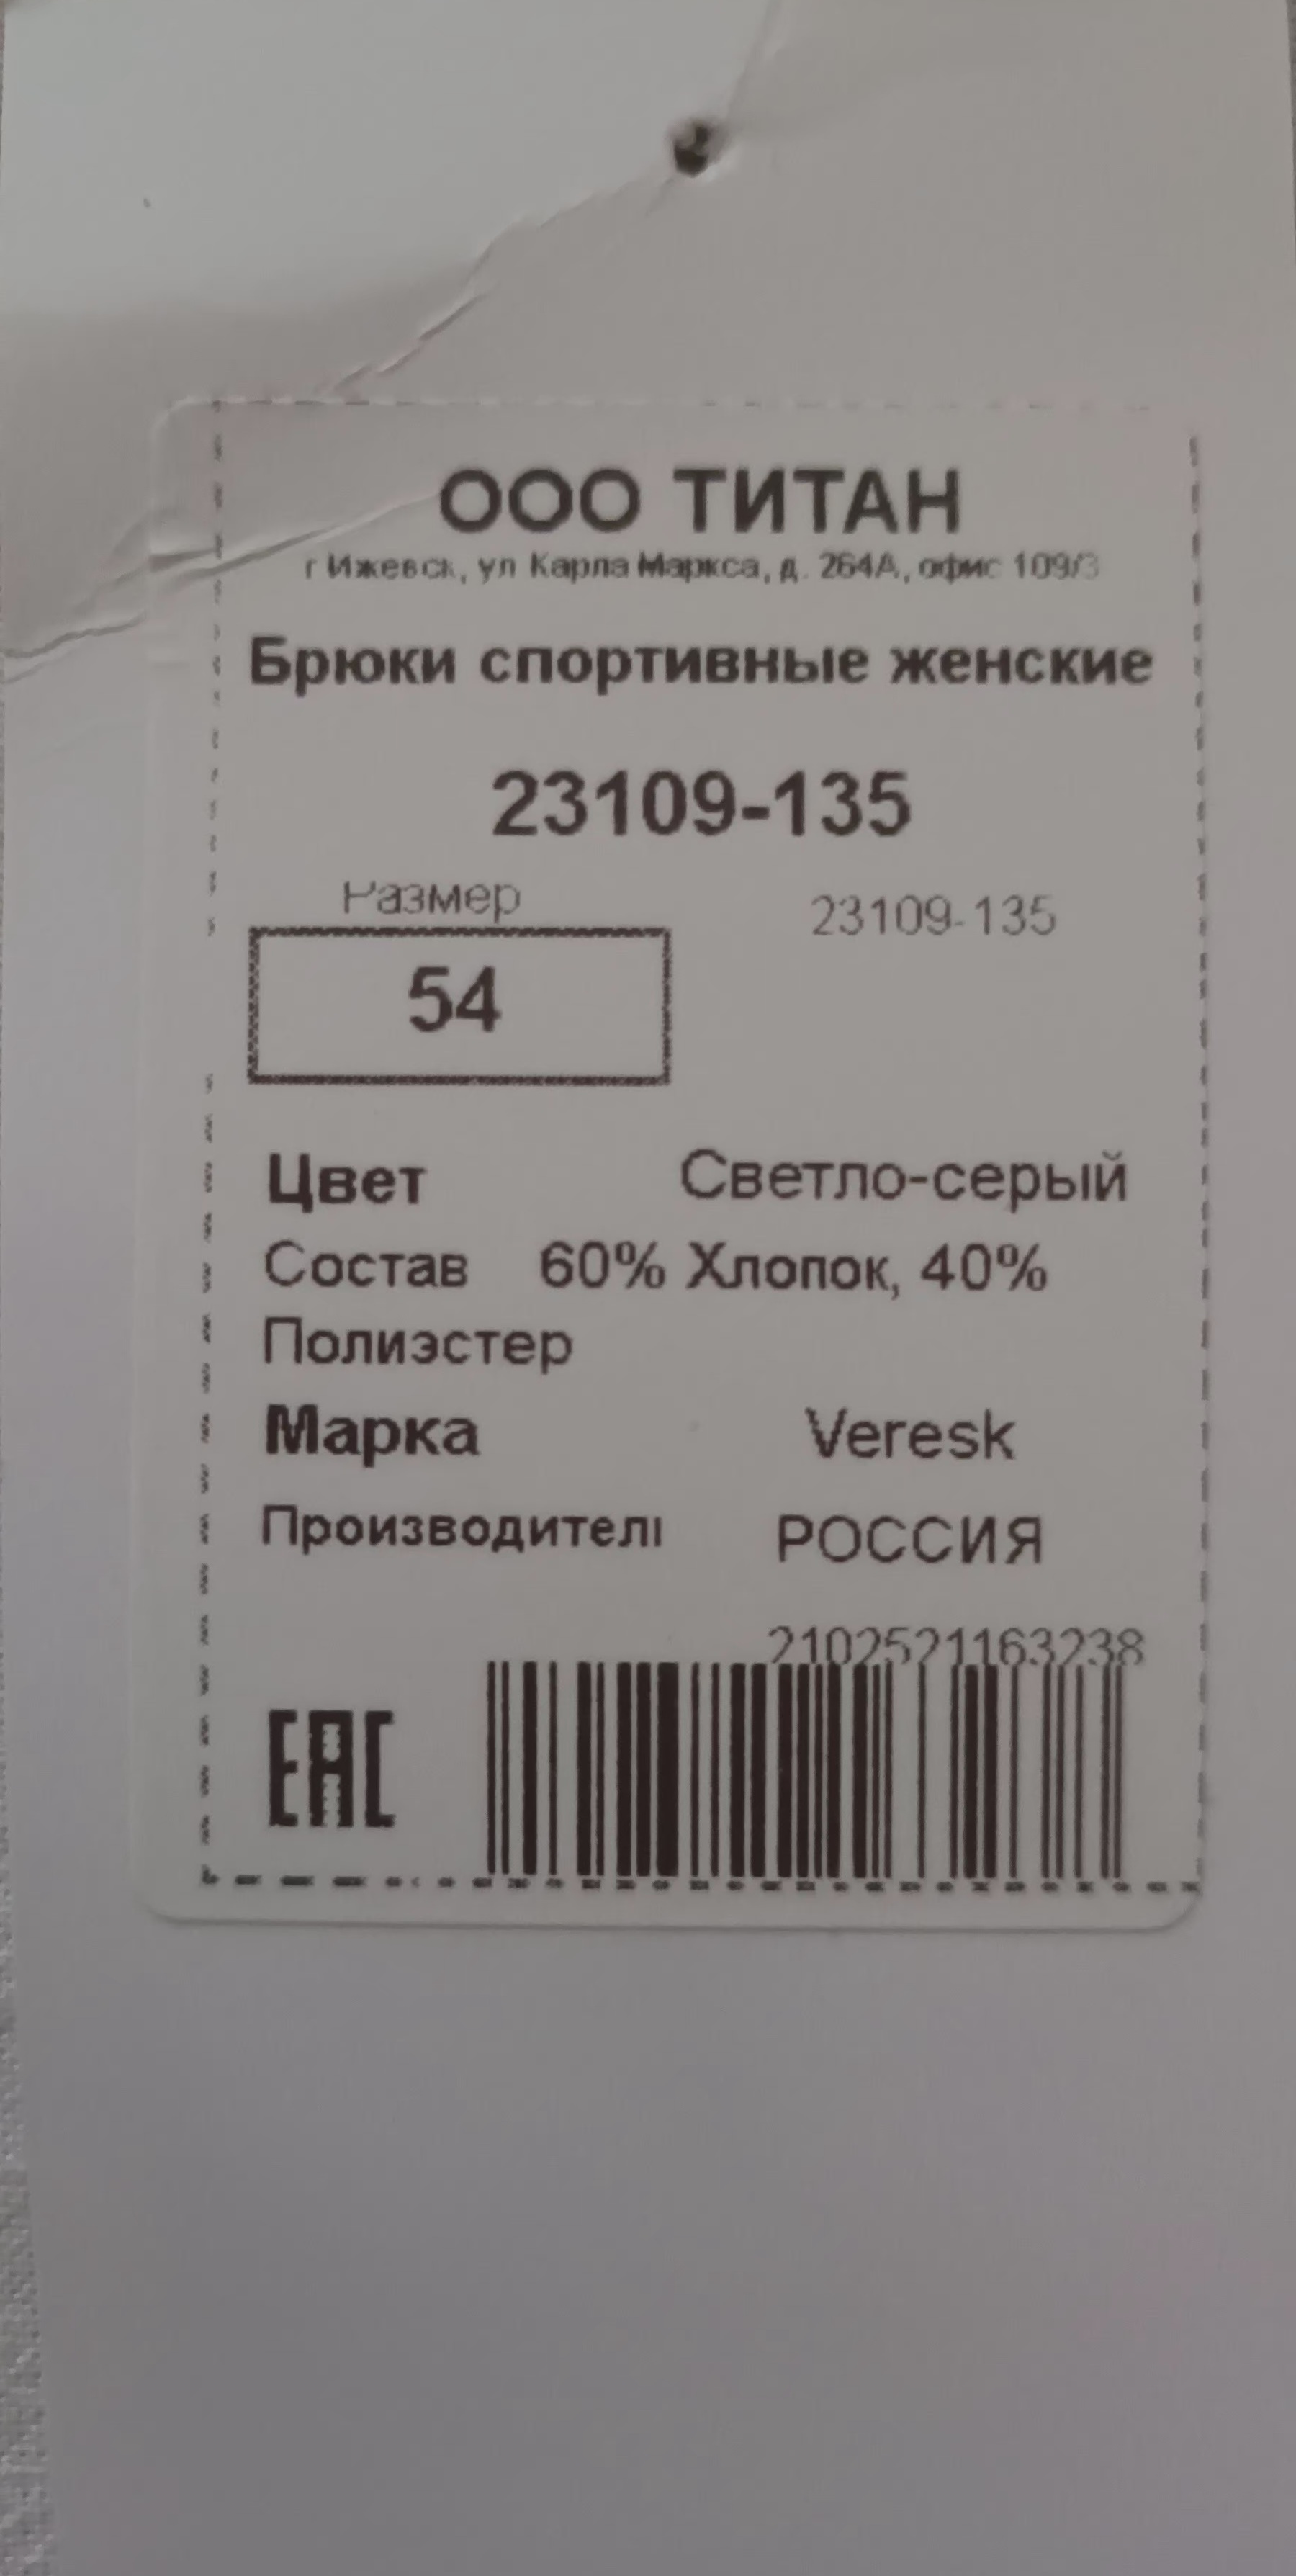 ООО ТИТАН
г Ижевск, ул Карла Маркса, д. 264А, офис 109/3
Брюки спортивные женские
23109-135
Размер
23109-135
54
Цвет Светло-серый
Состав 60% Хлопок, 40%
Полиэстер
Марка Veresk
Производител РОССИЯ
2102521163238
EAC